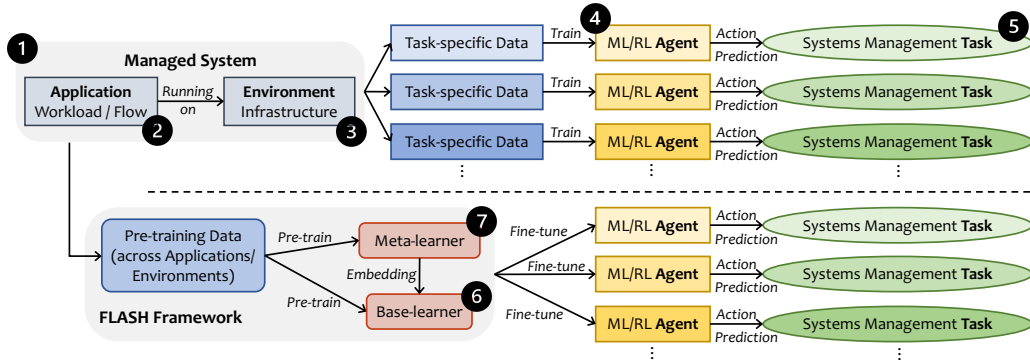 1
Managed System
Application
Workload / Flow
2
Running
on
Environment
Infrastructure
3
Task-specific Data
Train
4
ML/RL Agent
Action
Prediction
5
Systems Management Task
Task-specific Data
Train
ML/RL Agent
Action
Prediction
Systems Management Task
Task-specific Data
Train
ML/RL Agent
Action
Prediction
Systems Management Task
...
...
...
Pre-training Data
(across Applications/
Environments)
FLASH Framework
Pre-train
Pre-train
7
Meta-learner
Embedding
6
Base-learner
Fine-tune
ML/RL Agent
Action
Prediction
Systems Management Task
Fine-tune
ML/RL Agent
Action
Prediction
Systems Management Task
Fine-tune
ML/RL Agent
Action
Prediction
Systems Management Task
...
...